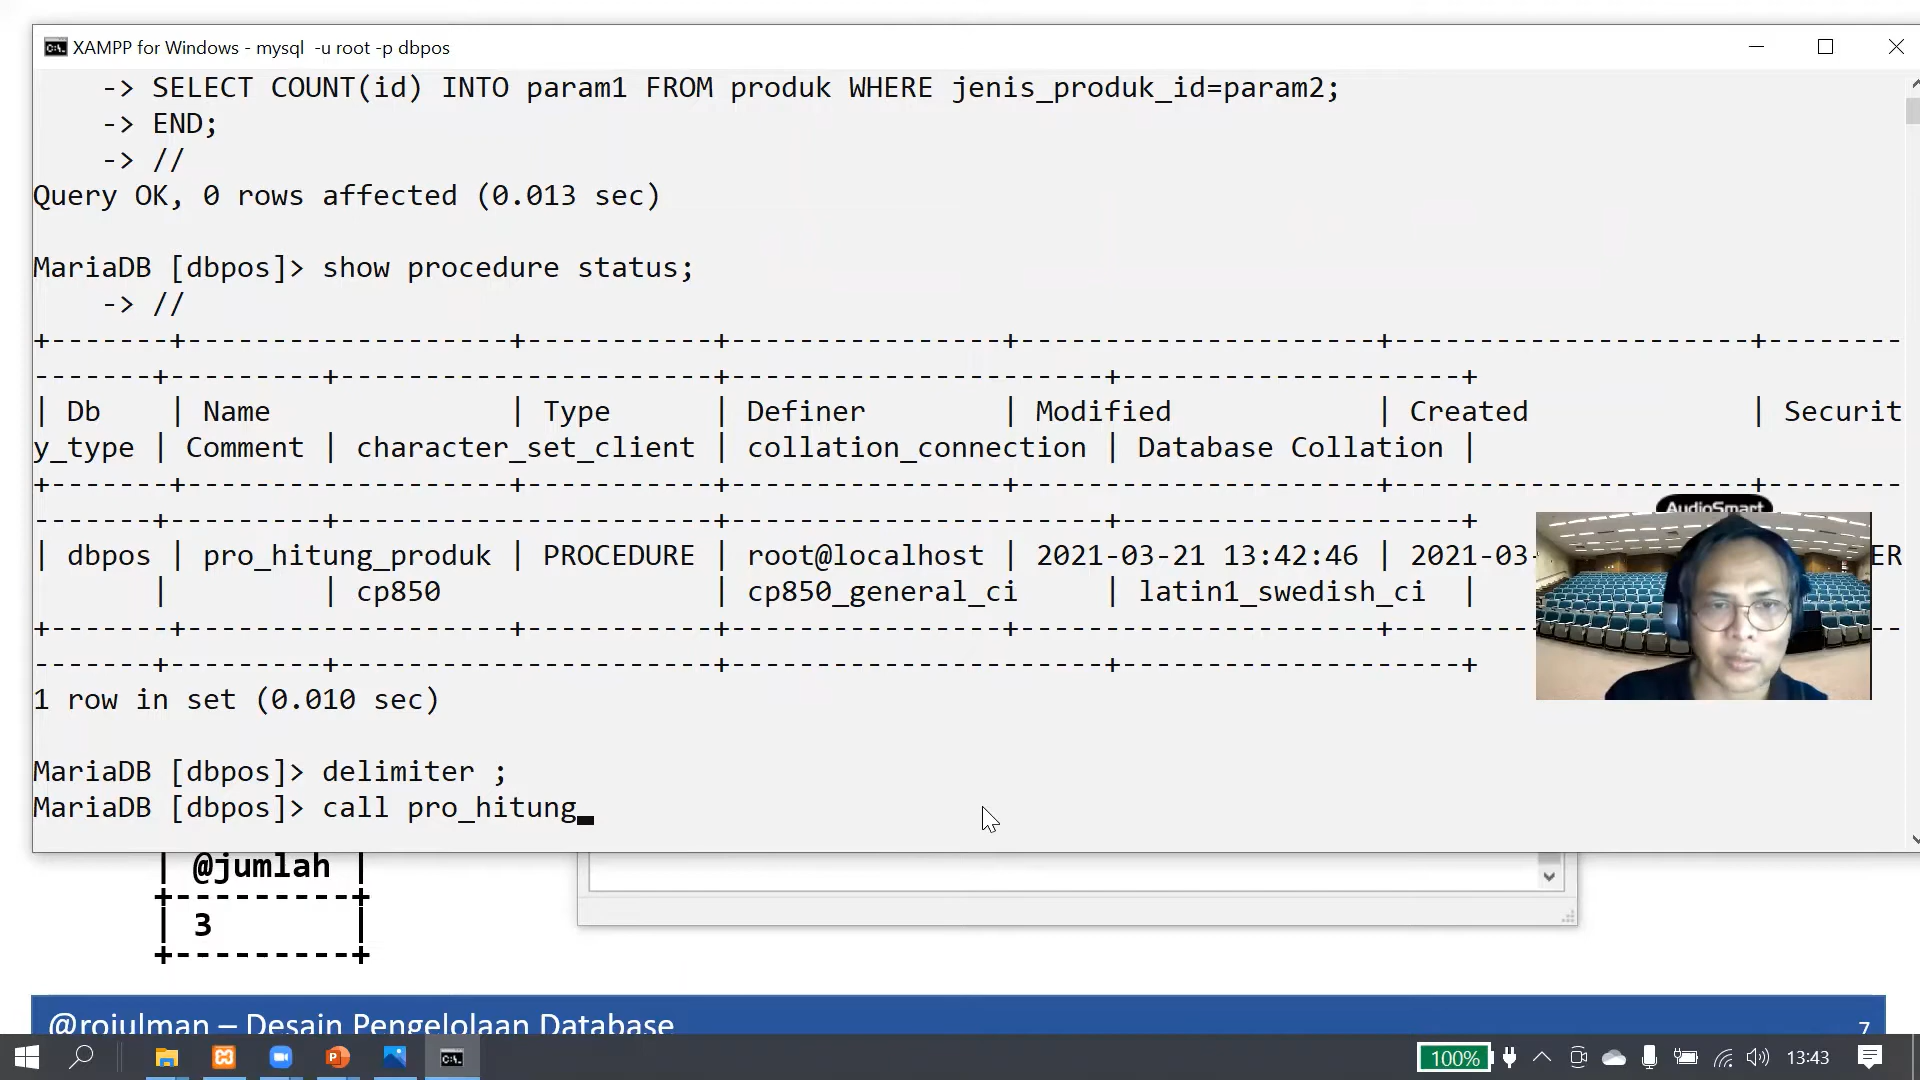 XAMPP for Windows - mysql -u root -p dbpos
-> SELECT COUNT(id) INTO param1 FROM produk WHERE jenis_produk_id=param2;
-> END;
-> //
Query OK, 0 rows affected (0.013 sec)
MariaDB [dbpos]> show procedure status;
-> //
+-------+-------------------+-----------+----------------+---------------------+---------------------+--------
-------+---------+----------------------+----------------------+--------------------+
| Db | Name | Type | Definer | Modified | Created | Securit
y_type | Comment | character_set_client | collation_connection | Database Collation |
+-------+-------------------+-----------+----------------+---------------------+---------------------+--------
-------+---------+----------------------+----------------------+--------------------+
| dbpos | pro_hitung_produk | PROCEDURE | root@localhost | 2021-03-21 13:42:46 | 2021-03- ER
| | cp850 | cp850_general_ci | latin1_swedish_ci |
+-------+-------------------+-----------+----------------+---------------------+--------
-------+---------+----------------------+----------------------+--------------------+
1 row in set (0.010 sec)
MariaDB [dbpos]> delimiter ;
MariaDB [dbpos]> call pro_hitung_
AudioSmart
| @jumlah |
+---------+
| 3 |
+---------+
@rojulman – Desain Pengelolaan Database
7
100%
13:43